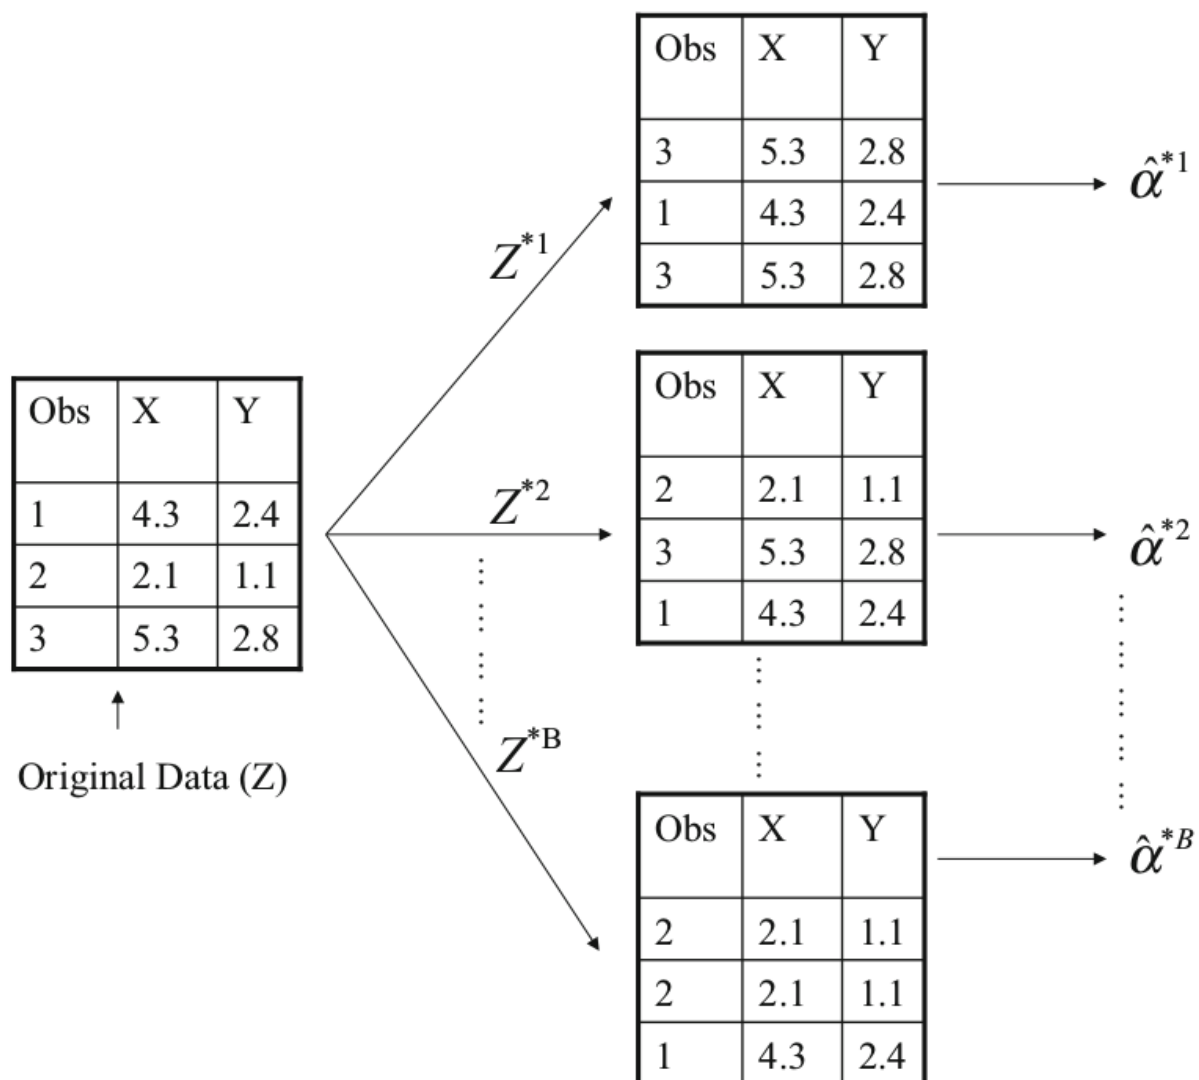 Obs X Y
3 5.3 2.8
1 4.3 2.4
3 5.3 2.8
α̂*1
Z*1
Obs X Y
1 4.3 2.4
2 2.1 1.1
3 5.3 2.8
Original Data (Z)
Z*2
Obs X Y
2 2.1 1.1
3 5.3 2.8
1 4.3 2.4
α̂*2
Z*B
Obs X Y
2 2.1 1.1
2 2.1 1.1
1 4.3 2.4
α̂*B